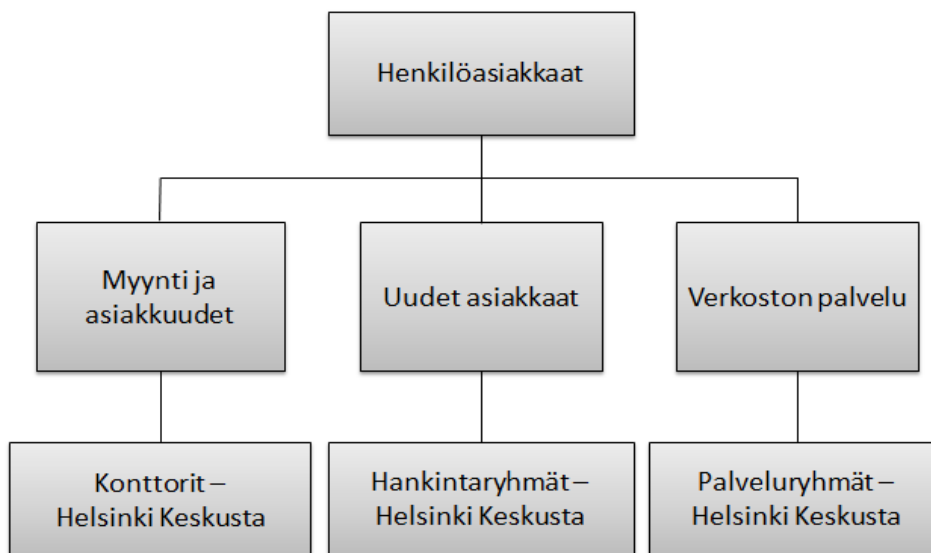 Henkilöasiakkaat
Myynti ja
asiakkuudet
Uudet asiakkaat
Verkoston palvelu
Konttorit –
Helsinki Keskusta
Hankintaryhmät –
Helsinki Keskusta
Palveluryhmät –
Helsinki Keskusta